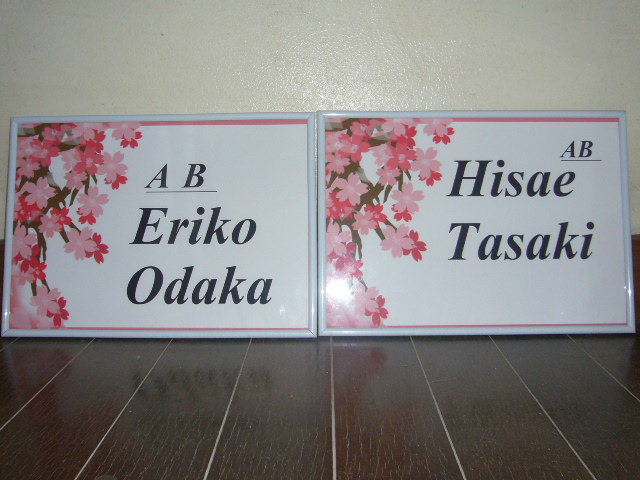 A B
Eriko
Odaka
AB
Hisae
Tasaki